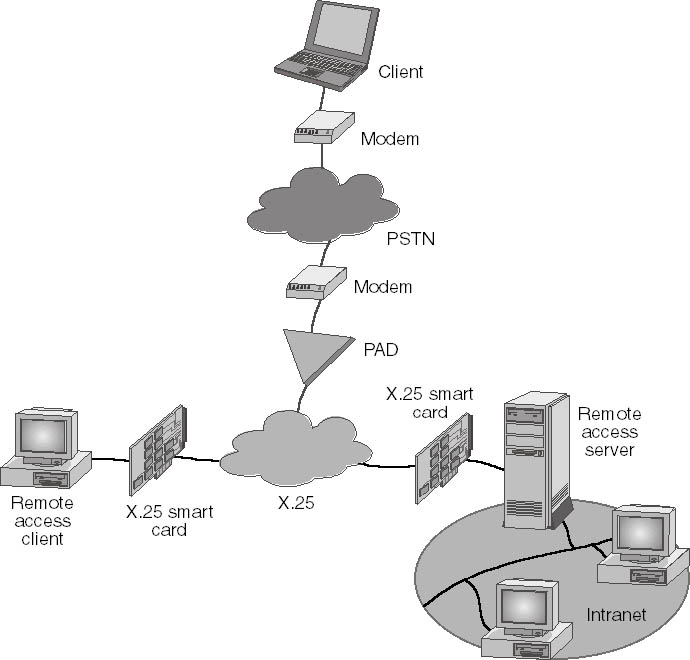 Client
Modem
PSTN
Modem
PAD
X.25 smart
card
Remote
access
server
Remote
access
client
X.25 smart
card
X.25
Intranet